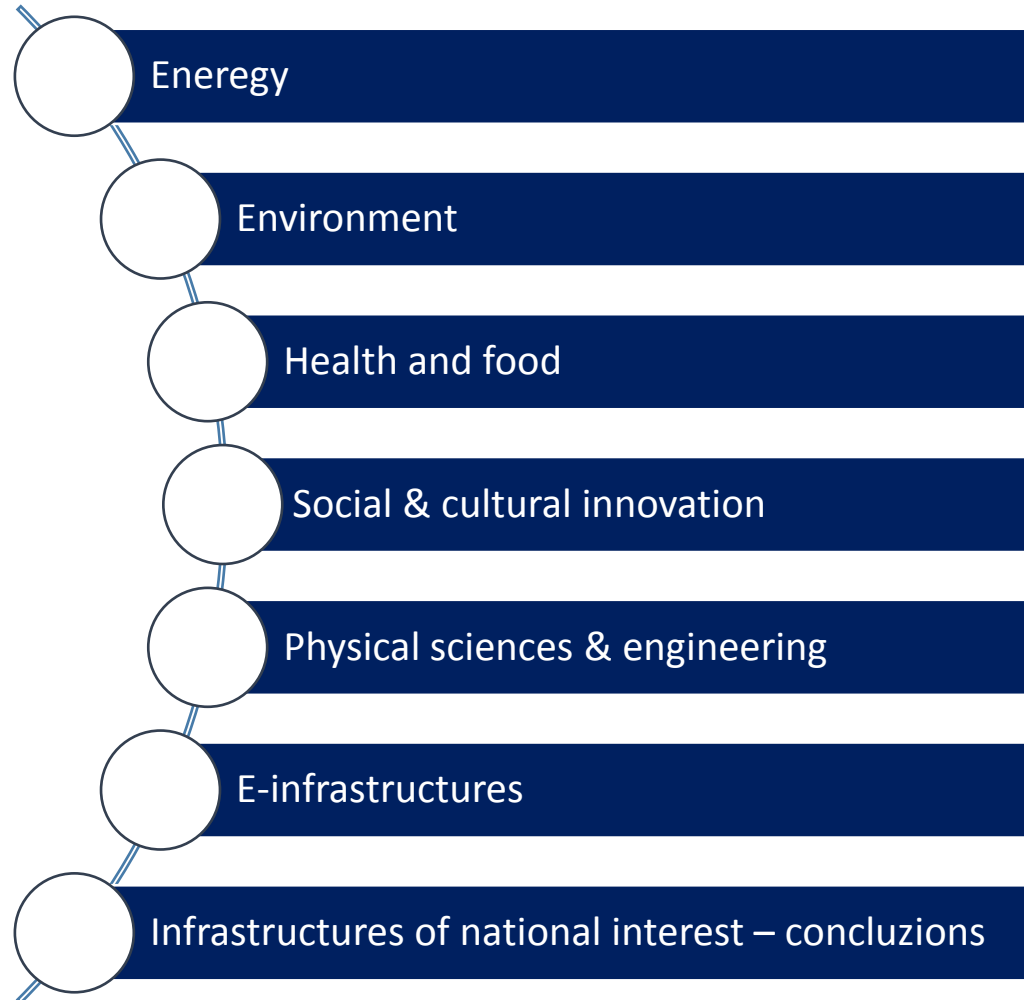 Eneregy
Environment
Health and food
Social & cultural innovation
Physical sciences & engineering
E-infrastructures
Infrastructures of national interest – concluzions